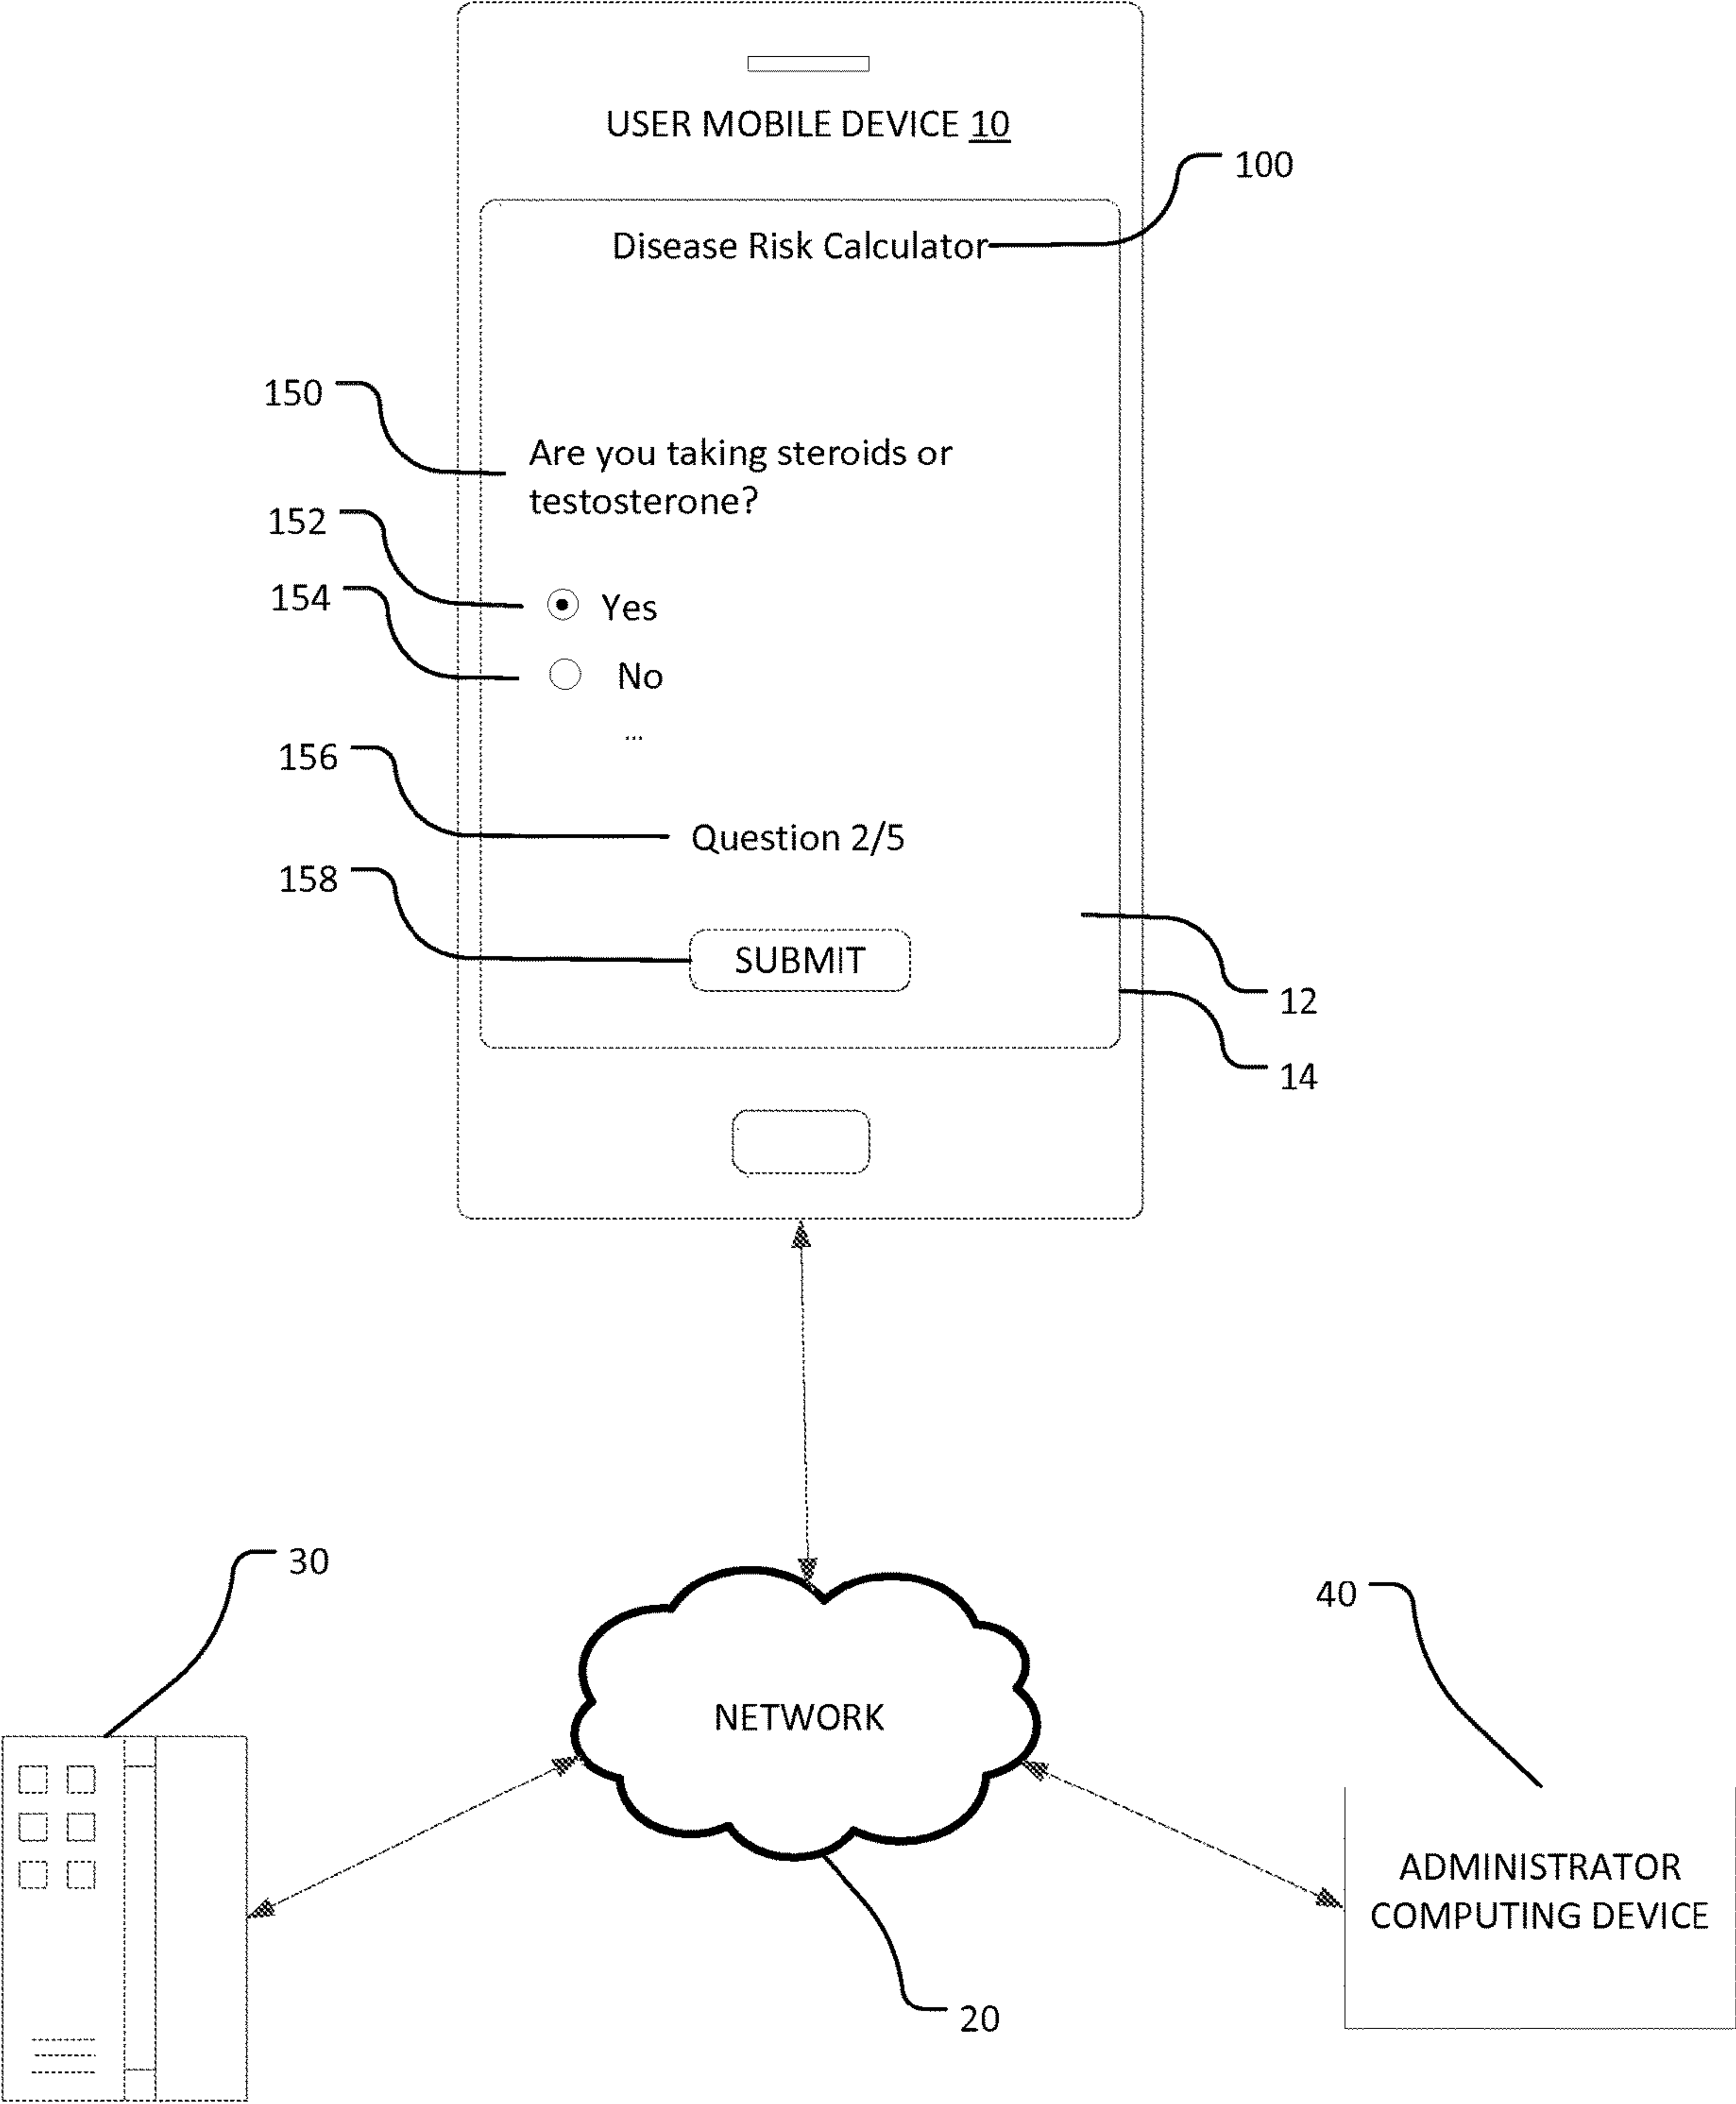 USER MOBILE DEVICE 10
100
Disease Risk Calculator
150
Are you taking steroids or
testosterone?
152
Yes
154
No
...
156
Question 2/5
158
SUBMIT
12
14
30
40
NETWORK
ADMINISTRATOR
COMPUTING DEVICE
20